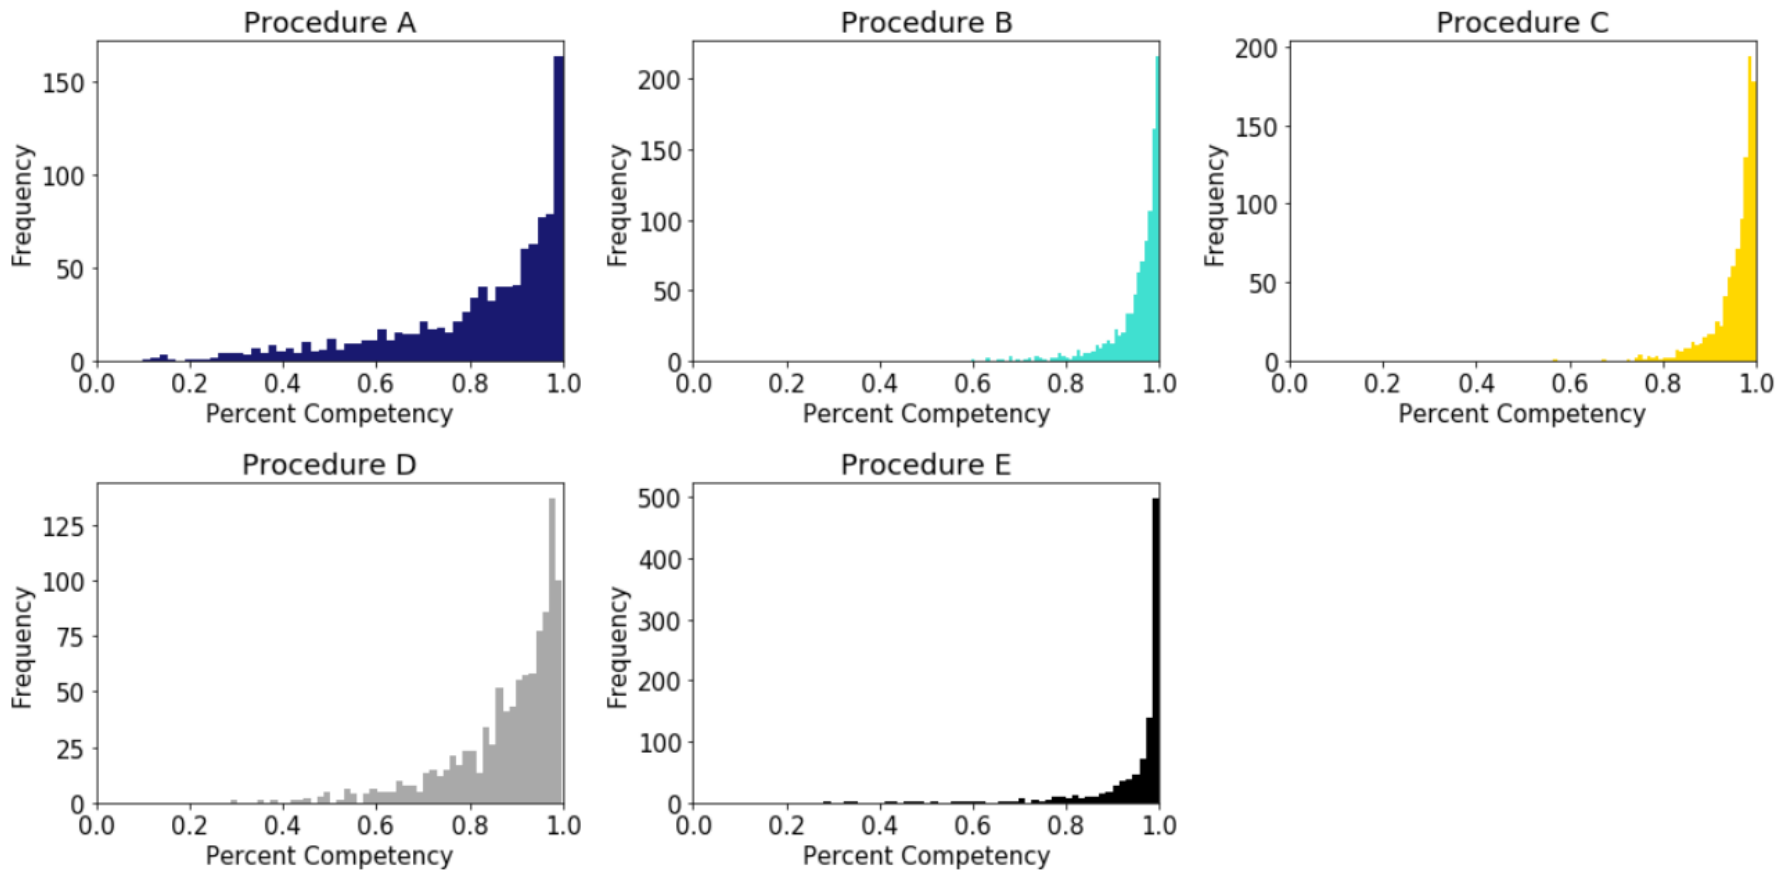 Procedure A
Frequency
150
100
50
0
0.0 0.2 0.4 0.6 0.8 1.0
Percent Competency
Procedure B
Frequency
200
150
100
50
0
0.0 0.2 0.4 0.6 0.8 1.0
Percent Competency
Procedure C
Frequency
200
150
100
50
0
0.0 0.2 0.4 0.6 0.8 1.0
Percent Competency
Procedure D
Frequency
125
100
75
50
25
0
0.0 0.2 0.4 0.6 0.8 1.0
Percent Competency
Procedure E
Frequency
500
400
300
200
100
0
0.0 0.2 0.4 0.6 0.8 1.0
Percent Competency